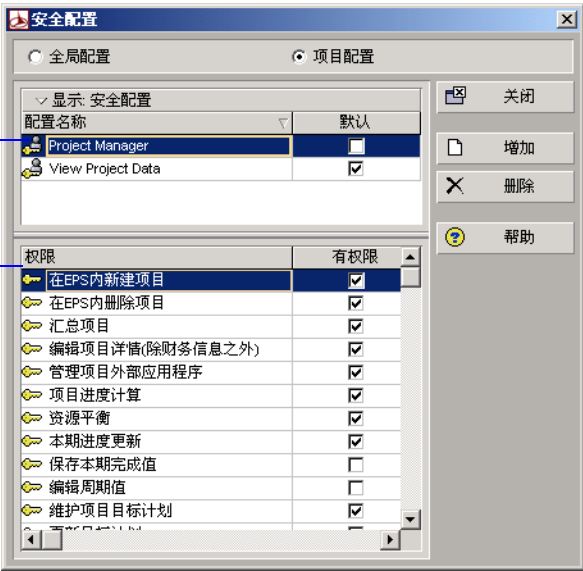 安全配置
全局配置 项目配置
显示: 安全配置
配置名称 默认
Project Manager
View Project Data
关闭
增加
删除
帮助
权限 有权限
在EPS内新建项目
在EPS内删除项目
汇总项目
编辑项目详情(除财务信息之外)
管理项目外部应用程序
项目进度计算
资源平衡
本期进度更新
保存本期完成值
编辑周期值
维护项目目标计划